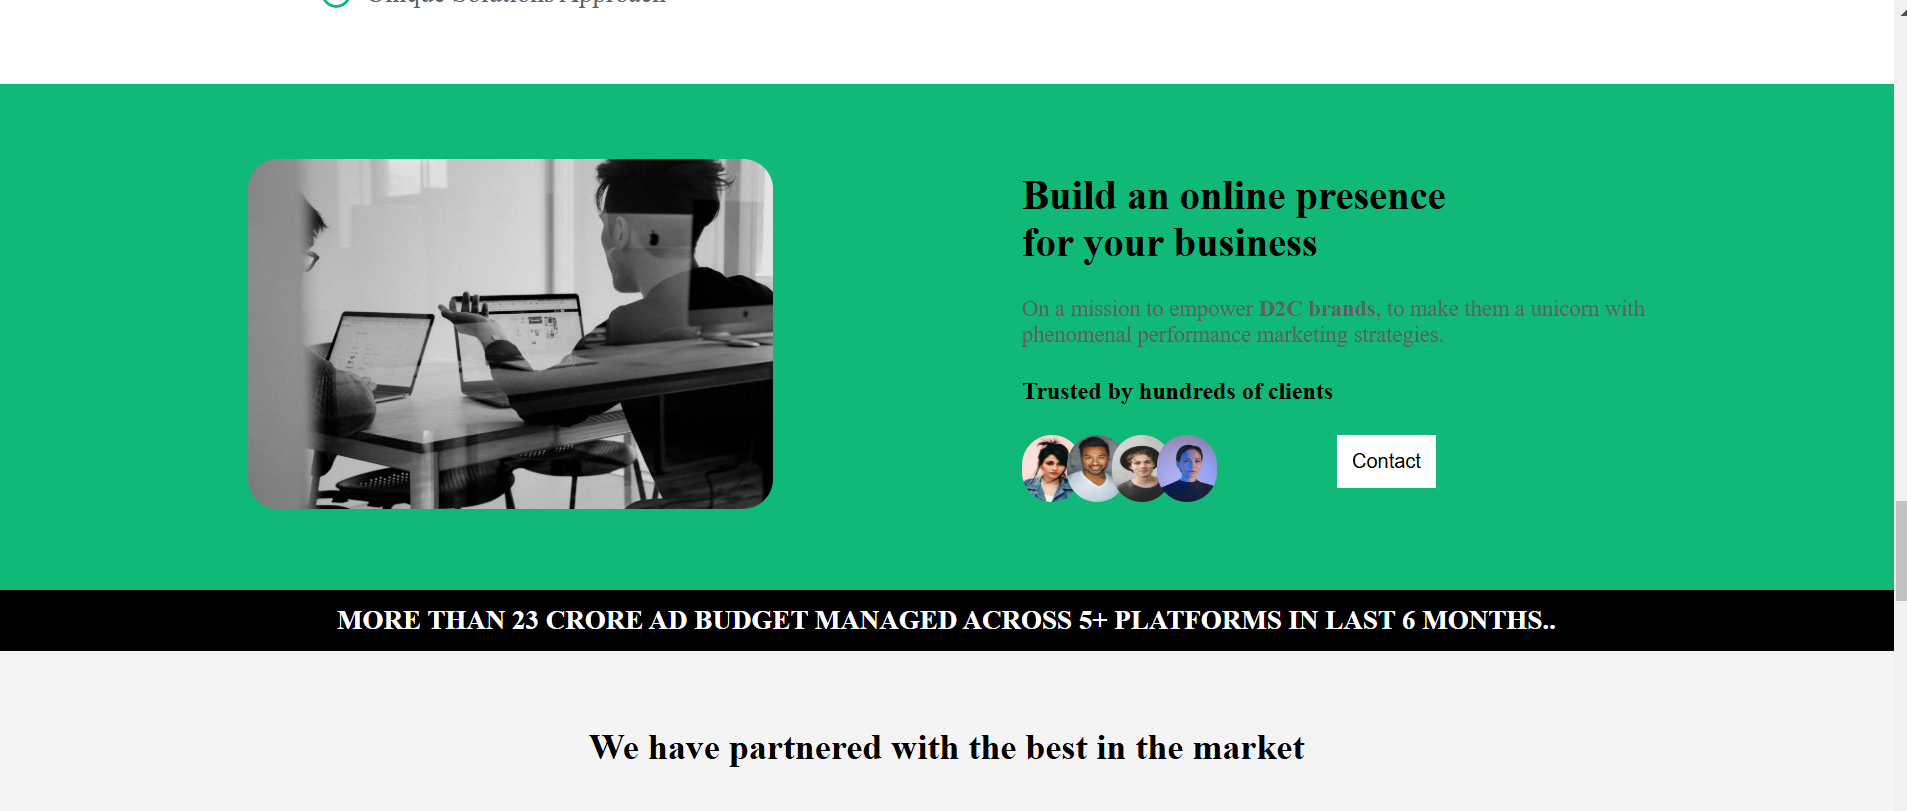 Unique Solutions Approach
Build an online presence
for your business
On a mission to empower D2C brands, to make them a unicorn with
phenomenal performance marketing strategies.
Trusted by hundreds of clients
Contact
MORE THAN 23 CRORE AD BUDGET MANAGED ACROSS 5+ PLATFORMS IN LAST 6 MONTHS..
We have partnered with the best in the market